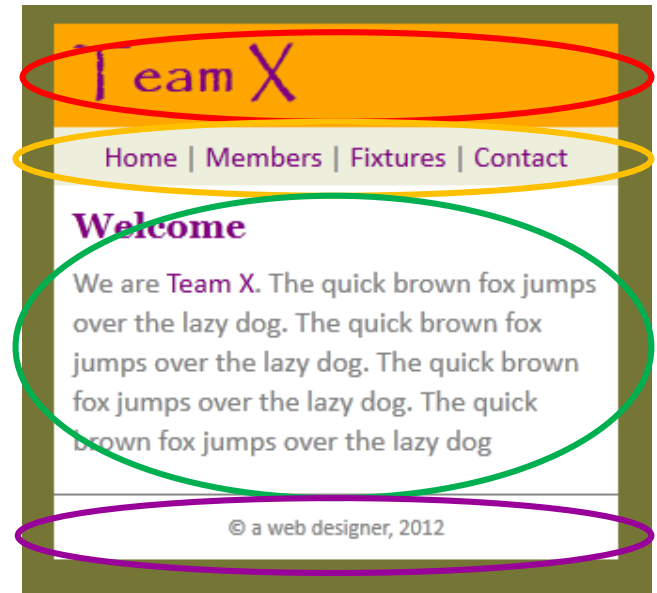 Team X
Home | Members | Fixtures | Contact
Welcome
We are Team X. The quick brown fox jumps
over the lazy dog. The quick brown fox
jumps over the lazy dog. The quick brown
fox jumps over the lazy dog. The quick
brown fox jumps over the lazy dog
© a web designer, 2012